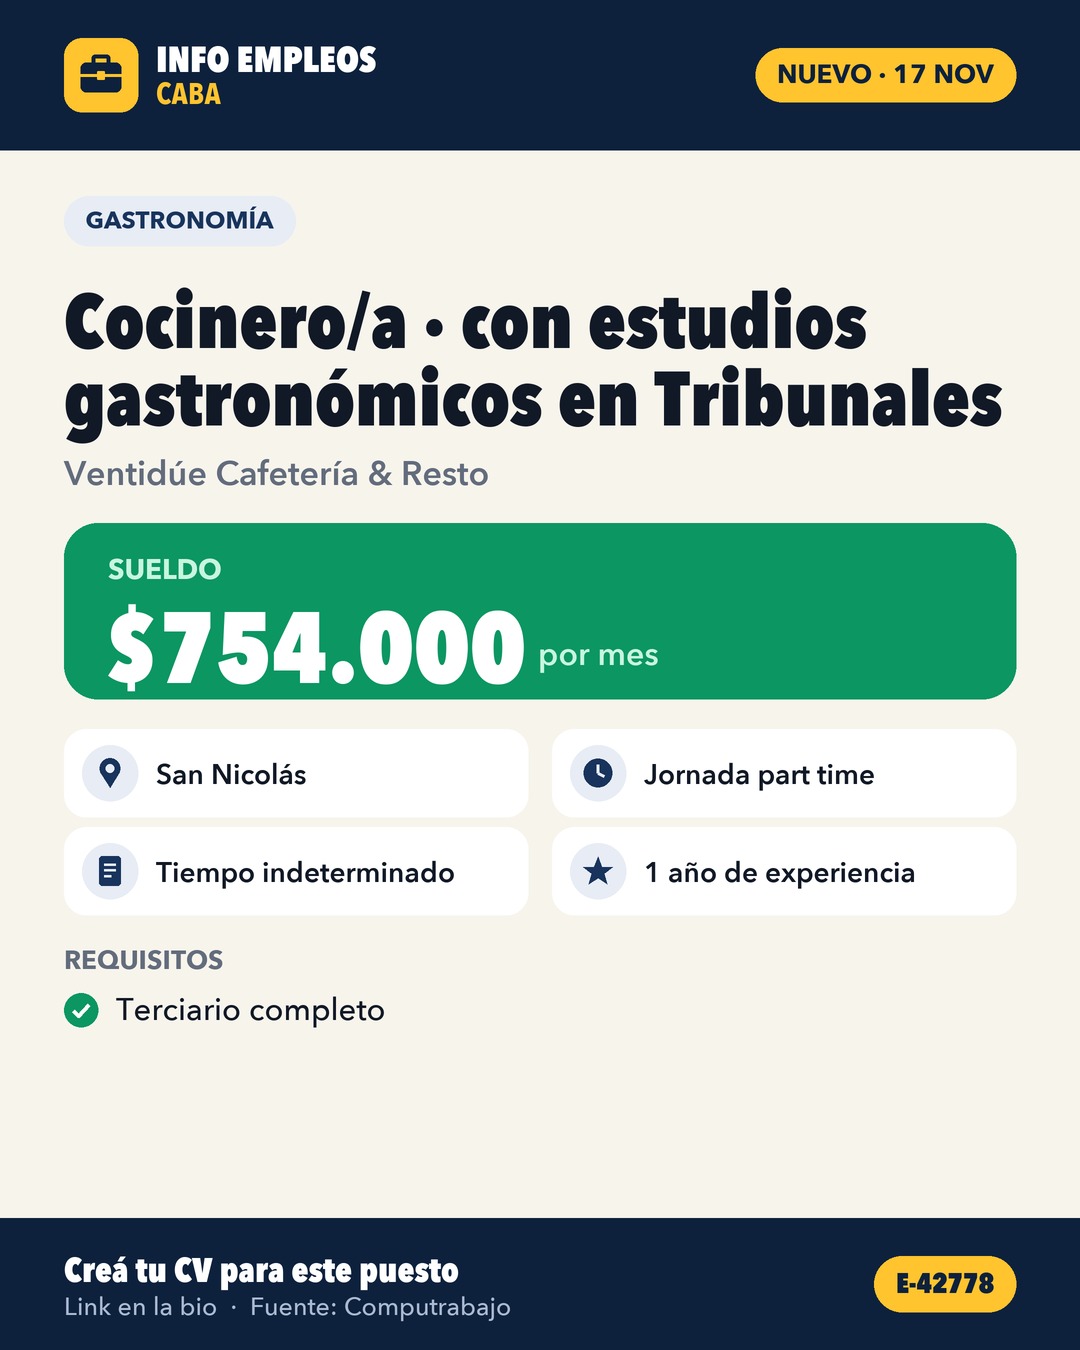 INFO EMPLEOS
CABA
NUEVO · 17 NOV
GASTRONOMÍA
Cocinero/a · con estudios
gastronómicos en Tribunales
Ventidúe Cafetería & Resto
SUELDO
$754.000 por mes
San Nicolás
Jornada part time
Tiempo indeterminado
1 año de experiencia
REQUISITOS
Terciario completo
Creá tu CV para este puesto
Link en la bio · Fuente: Computrabajo
E-42778